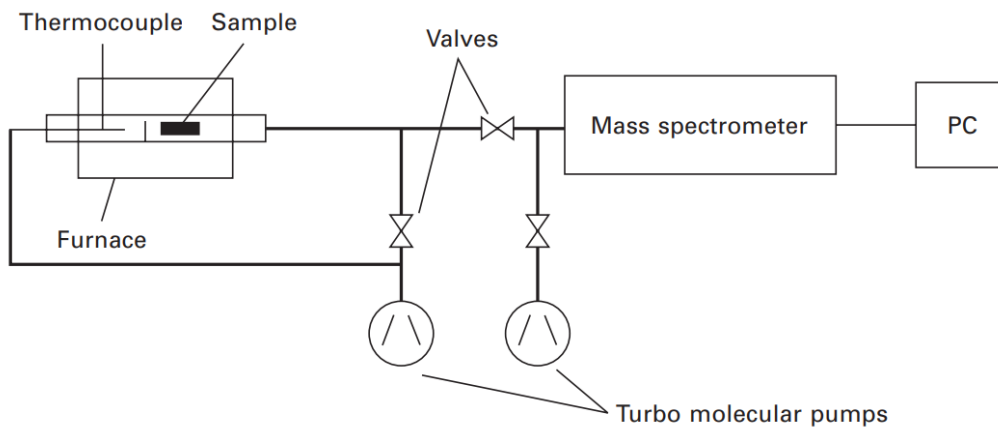 Thermocouple
Sample
Valves
Mass spectrometer
PC
Furnace
Turbo molecular pumps